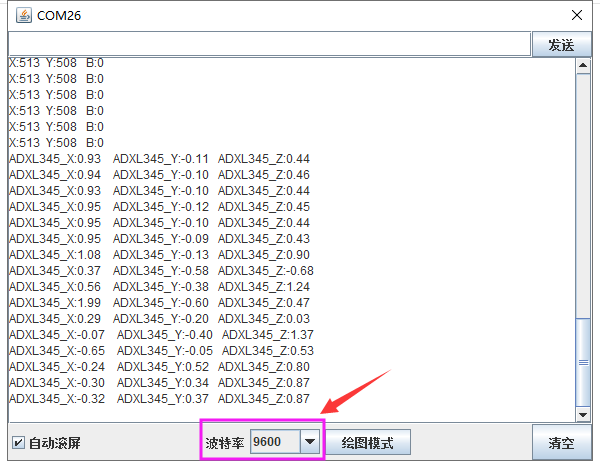 COM26
发送
X:513 Y:508 B:0
X:513 Y:508 B:0
X:513 Y:508 B:0
X:513 Y:508 B:0
X:513 Y:508 B:0
X:513 Y:508 B:0
ADXL345_X:0.93 ADXL345_Y:-0.11 ADXL345_Z:0.44
ADXL345_X:0.94 ADXL345_Y:-0.10 ADXL345_Z:0.46
ADXL345_X:0.93 ADXL345_Y:-0.10 ADXL345_Z:0.44
ADXL345_X:0.95 ADXL345_Y:-0.12 ADXL345_Z:0.45
ADXL345_X:0.95 ADXL345_Y:-0.10 ADXL345_Z:0.44
ADXL345_X:0.95 ADXL345_Y:-0.09 ADXL345_Z:0.43
ADXL345_X:1.08 ADXL345_Y:-0.13 ADXL345_Z:0.90
ADXL345_X:0.37 ADXL345_Y:-0.58 ADXL345_Z:-0.68
ADXL345_X:0.56 ADXL345_Y:-0.38 ADXL345_Z:1.24
ADXL345_X:1.99 ADXL345_Y:-0.60 ADXL345_Z:0.47
ADXL345_X:0.29 ADXL345_Y:-0.20 ADXL345_Z:0.03
ADXL345_X:-0.07 ADXL345_Y:-0.40 ADXL345_Z:1.37
ADXL345_X:-0.65 ADXL345_Y:-0.05 ADXL345_Z:0.53
ADXL345_X:-0.24 ADXL345_Y:0.52 ADXL345_Z:0.80
ADXL345_X:-0.30 ADXL345_Y:0.34 ADXL345_Z:0.87
ADXL345_X:-0.32 ADXL345_Y:0.37 ADXL345_Z:0.87
自动滚屏 波特率 9600 绘图模式 清空